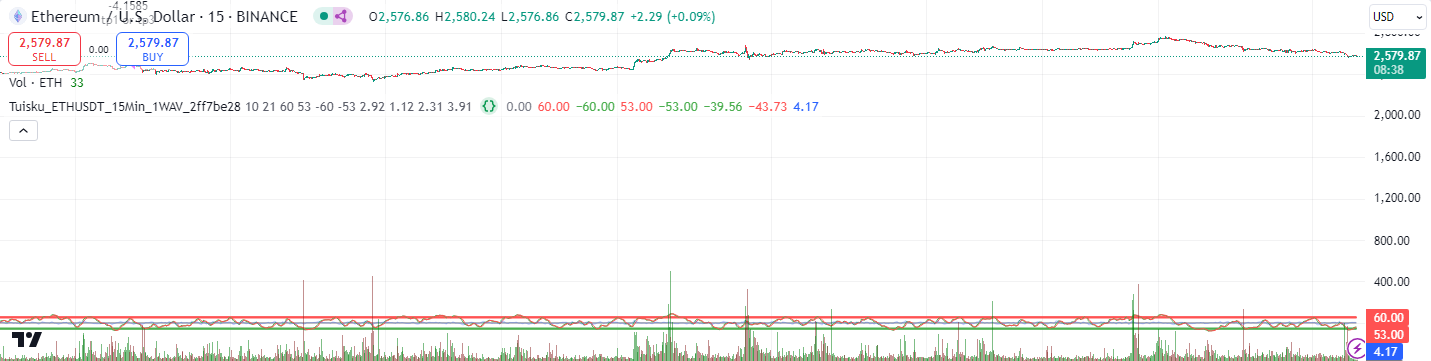 -4.1585
Ethereum / U.S. Dollar · 15 · BINANCE O2,576.86 H2,580.24 L2,576.86 C2,579.87 +2.29 (+0.09%)
USD
2,579.87 SELL
0.00
2,579.87 BUY
2,579.87
08:38
Vol · ETH 33
Tuisku_ETHUSDT_15Min_1WAV_2ff7be28 10 21 60 53 -60 -53 2.92 1.12 2.31 3.91 0.00 60.00 −60.00 53.00 −53.00 −39.56 −43.73 4.17
2,000.00
1,600.00
1,200.00
800.00
400.00
60.00
53.00
4.17